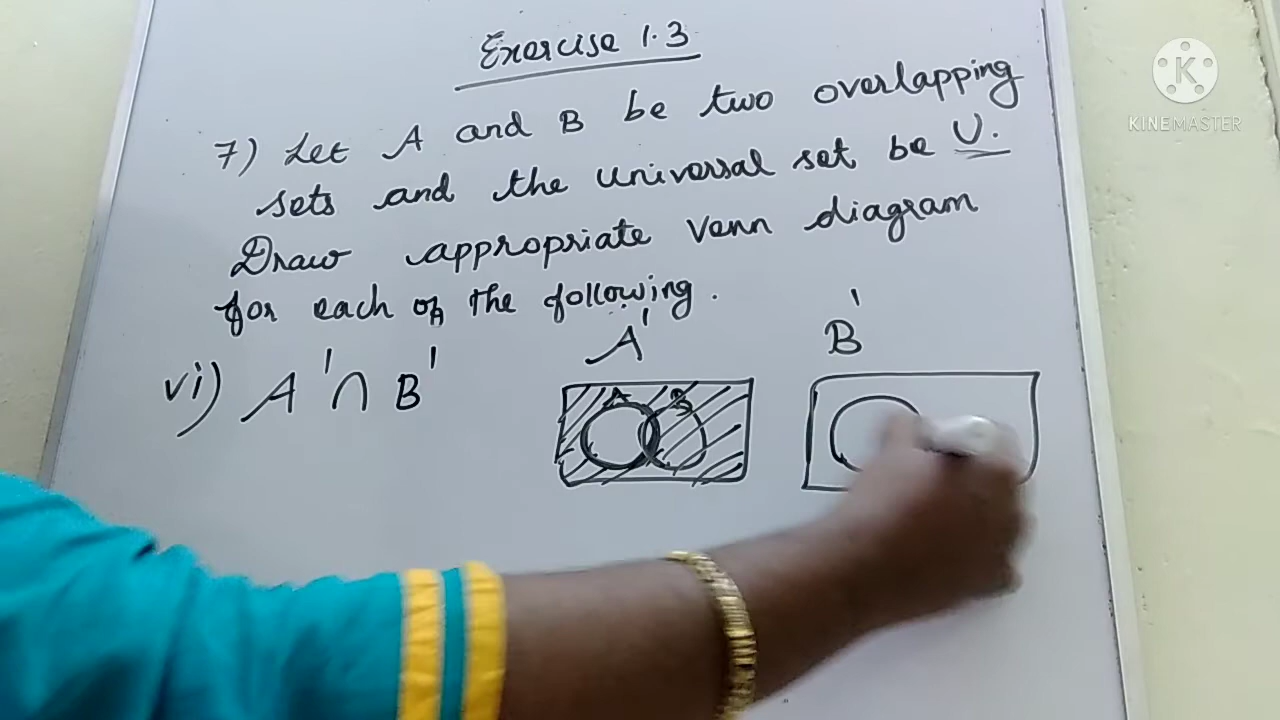 Exercise 1.3
7) Let A and B be two overlapping
sets and the universal set be U.
Draw appropriate Venn diagram
for each of the following.
vi) A' ∩ B'
A'
B'
A B
K
KINEMASTER